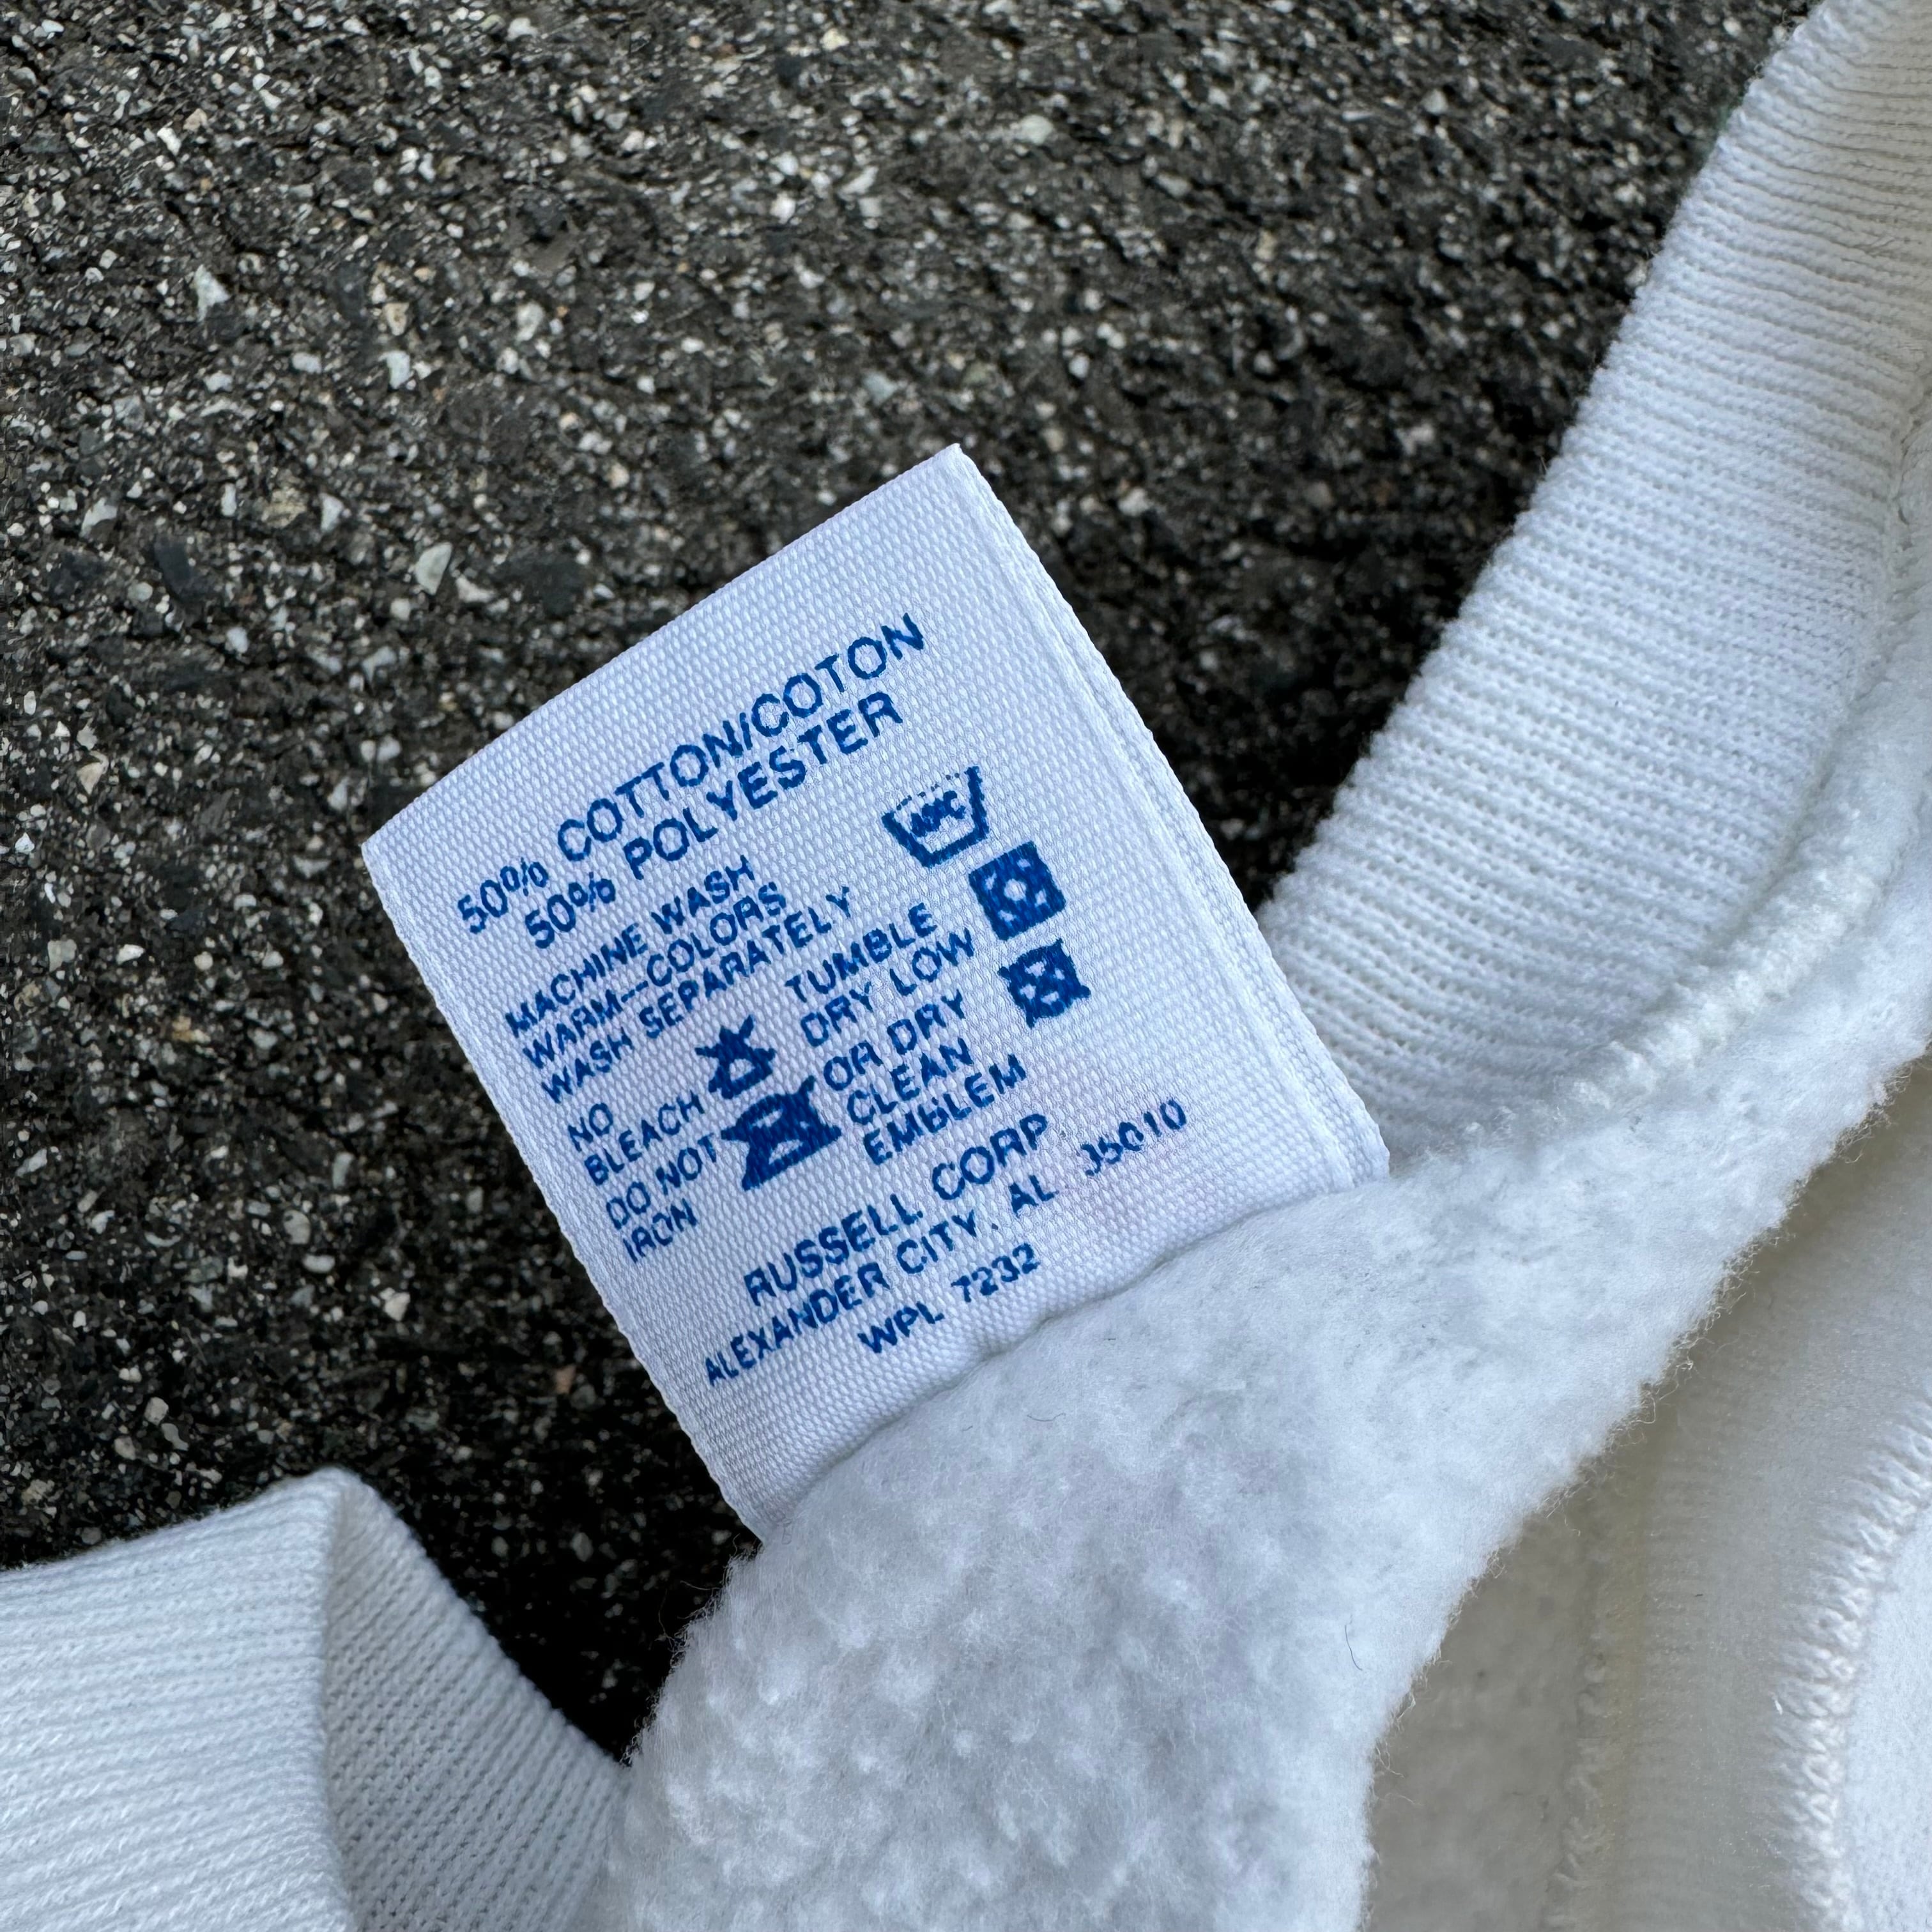 50% COTTON/COTON
50% POLYESTER
MACHINE WASH
WARM—COLORS
WASH SEPARATELY
NO
BLEACH
DO NOT
IRON
TUMBLE
DRY LOW
OR DRY
CLEAN
EMBLEM
RUSSELL CORP
ALEXANDER CITY. AL 35010
WPL 7232